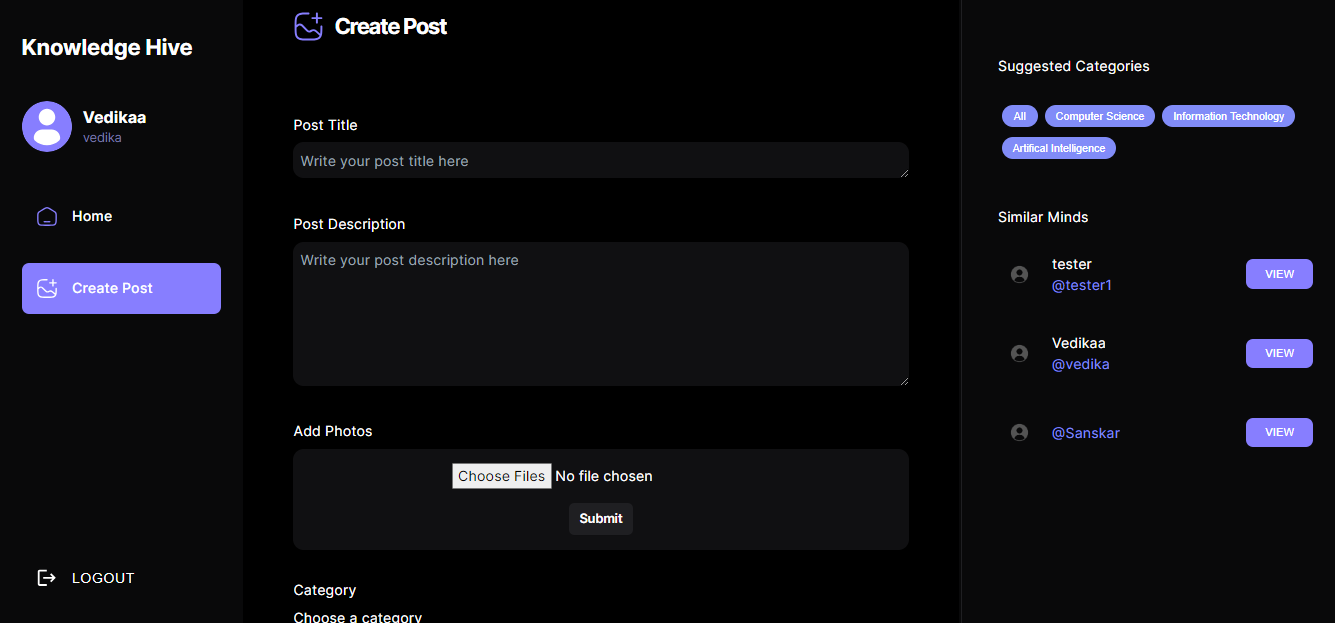 Knowledge Hive
Vedikaa
vedika
Home
Create Post
LOGOUT
Create Post
Post Title
Write your post title here
Post Description
Write your post description here
Add Photos
Choose Files No file chosen
Submit
Category
Choose a category
Suggested Categories
All Computer Science Information Technology
Artifical Intelligence
Similar Minds
tester
@tester1
VIEW
Vedikaa
@vedika
VIEW
@Sanskar
VIEW